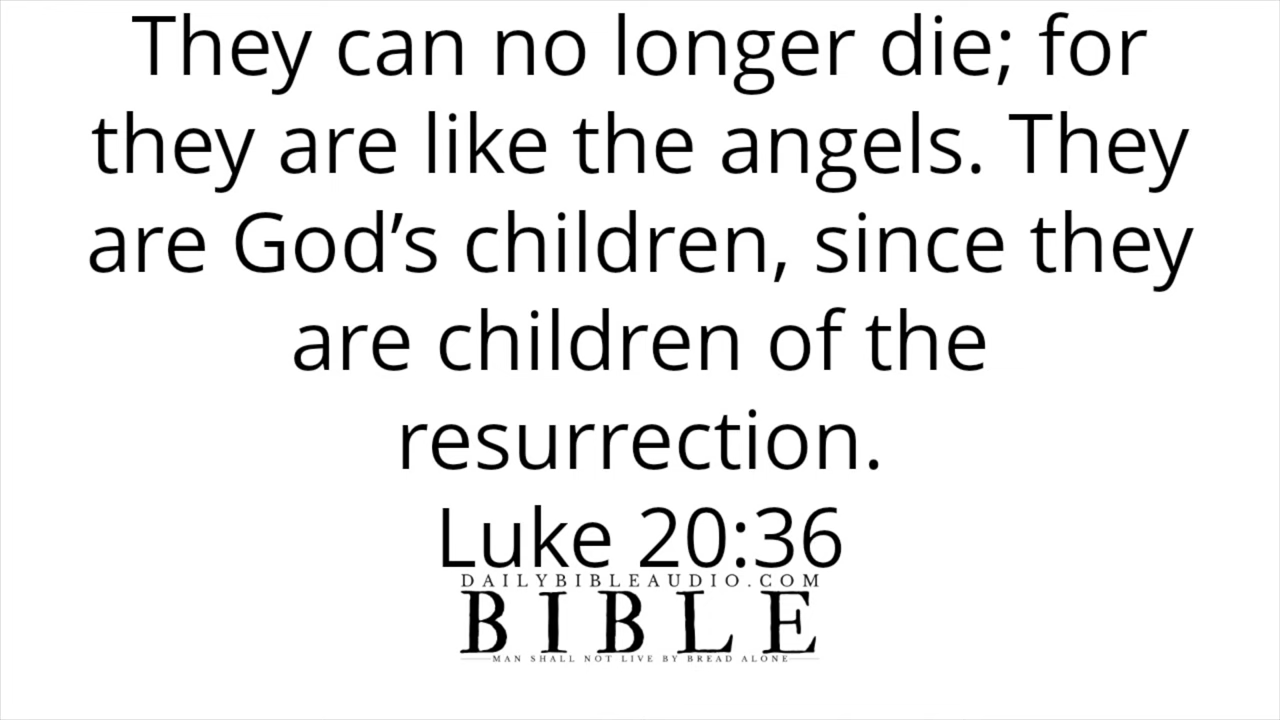 They can no longer die; for
they are like the angels. They
are God’s children, since they
are children of the
resurrection.
Luke 20:36
DAILYBIBLEAUDIO.COM
BIBLE
MAN SHALL NOT LIVE BY BREAD ALONE